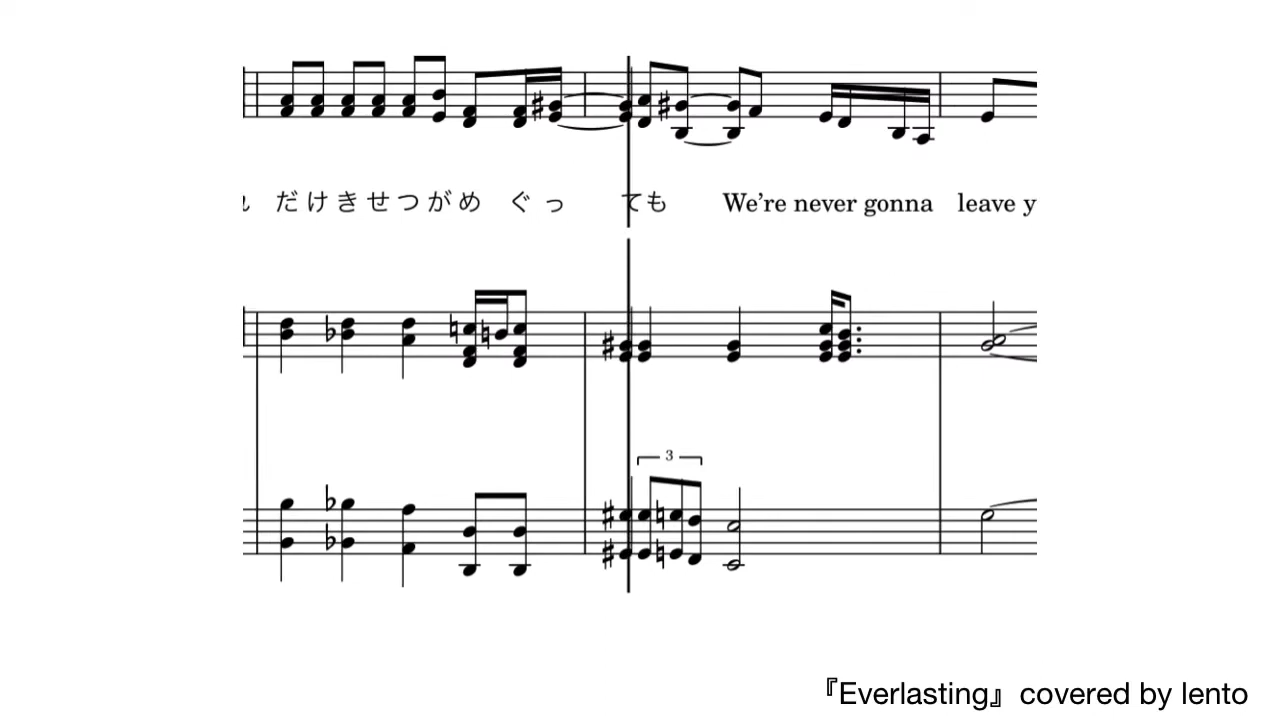 だけきせつがめぐっても We're never gonna leave y
3
『Everlasting』covered by lento